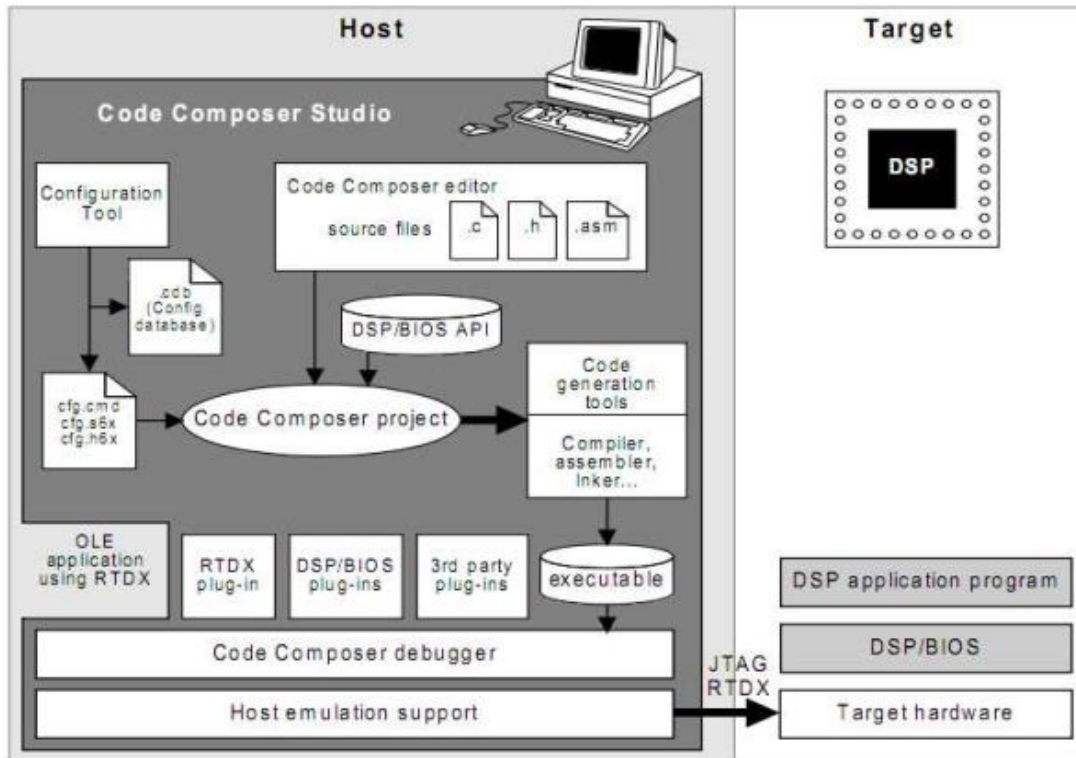 Host
Target
Code Composer Studio
DSP
Configuration
Tool
Code Composer editor
source files
.c
.h
.asm
.cdb
(Config
database)
DSP/BIOS API
cfg.cmd
cfg.s6x
cfg.h6x
Code Composer project
Code
generation
tools
Compiler,
assembler,
linker...
OLE
application
using RTDX
RTDX
plug-in
DSP/BIOS
plug-ins
3rd party
plug-ins
executable
DSP application program
Code Composer debugger
DSP/BIOS
JTAG
RTDX
Host emulation support
Target hardware